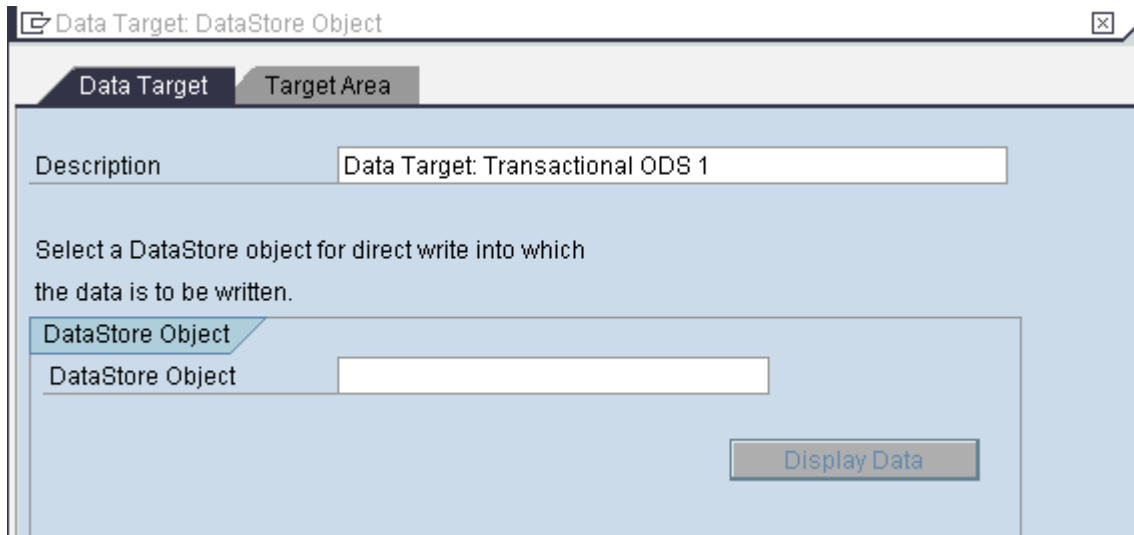 Data Target: DataStore Object
Data Target Target Area
Description Data Target: Transactional ODS 1
Select a DataStore object for direct write into which
the data is to be written.
DataStore Object
DataStore Object
Display Data